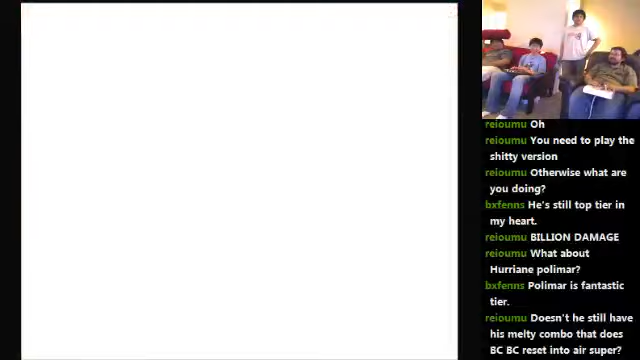 reioumu Oh
reioumu You need to play the
shitty version
reioumu Otherwise what are
you doing?
bxfenns He's still top tier in
my heart.
reioumu BILLION DAMAGE
reioumu What about
Hurriane polimar?
bxfenns Polimar is fantastic
tier.
reioumu Doesn't he still have
his melty combo that does
BC BC reset into air super?